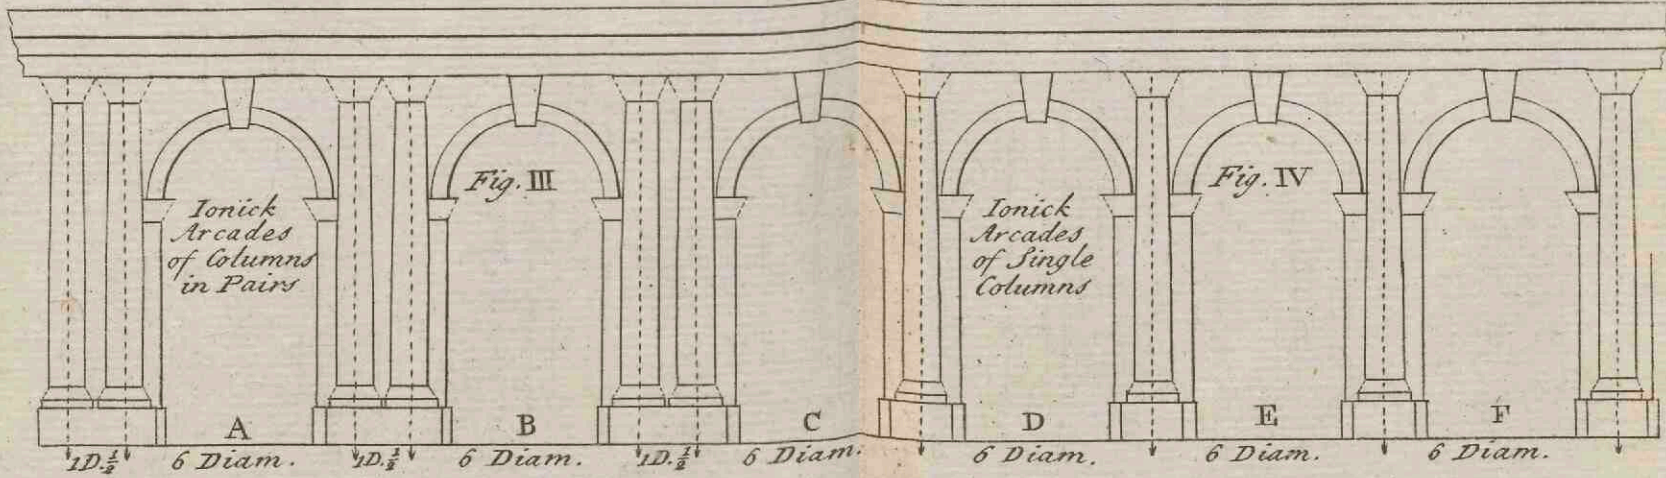 Fig. III
Ionick
Arcades
of Columns
in Pairs
Fig. IV
Ionick
Arcades
of Single
Columns
A
B
C
D
E
F
1D.½
6 Diam.
1D.½
6 Diam.
1D.½
6 Diam.
6 Diam.
6 Diam.
6 Diam.